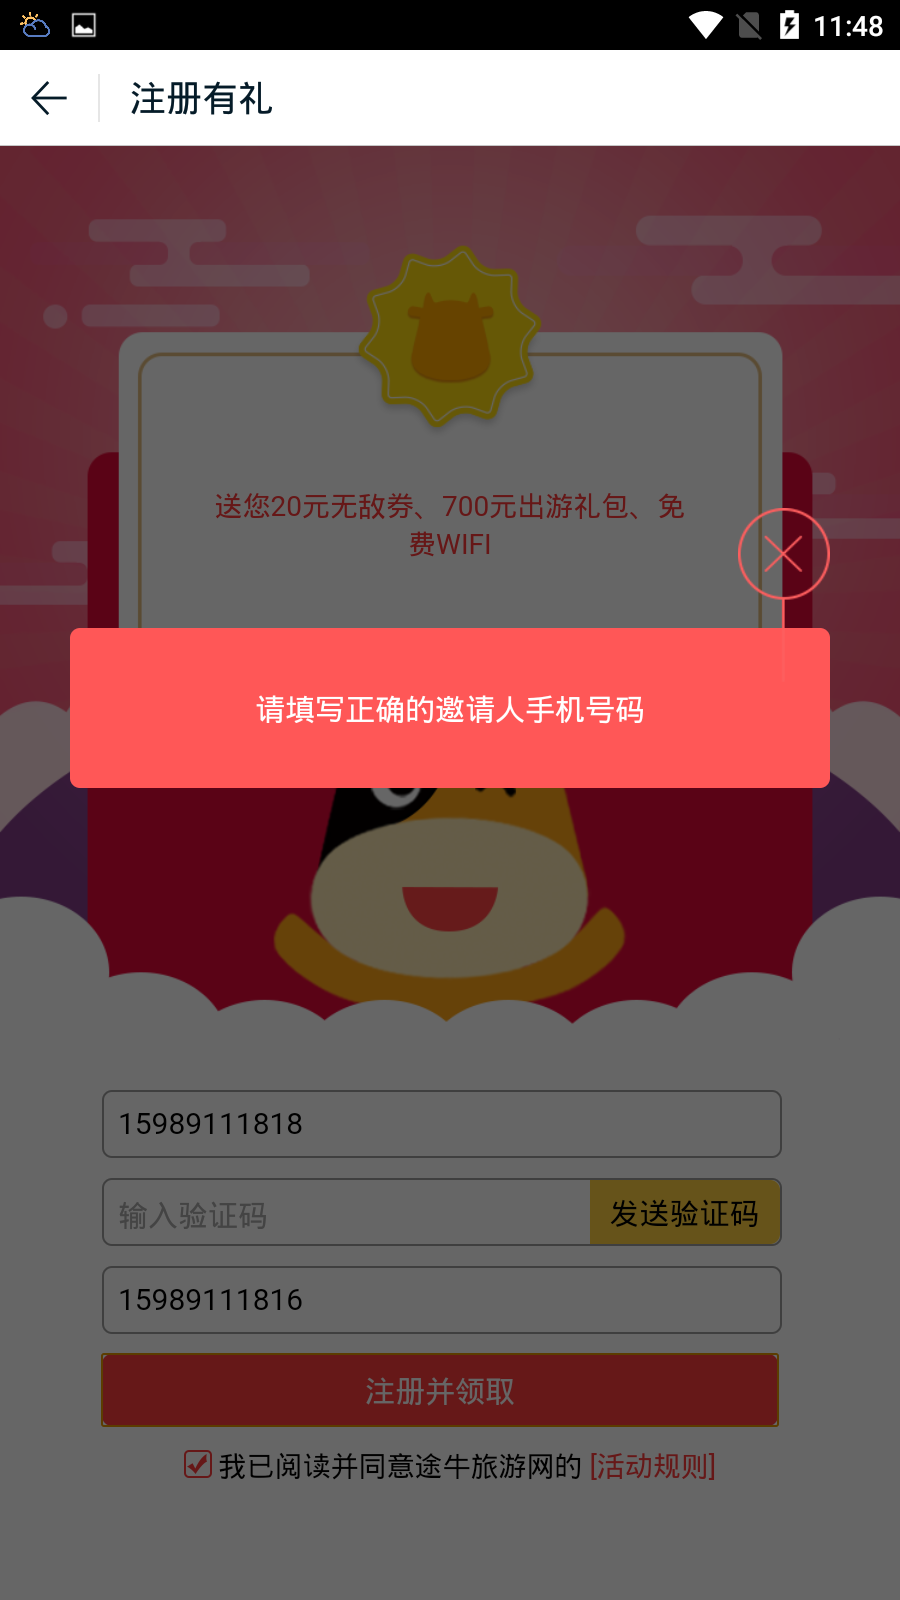 11:48
注册有礼
送您20元无敌券、700元出游礼包、免
费WIFI
请填写正确的邀请人手机号码
15989111818
输入验证码
发送验证码
15989111816
注册并领取
我已阅读并同意途牛旅游网的 [活动规则]